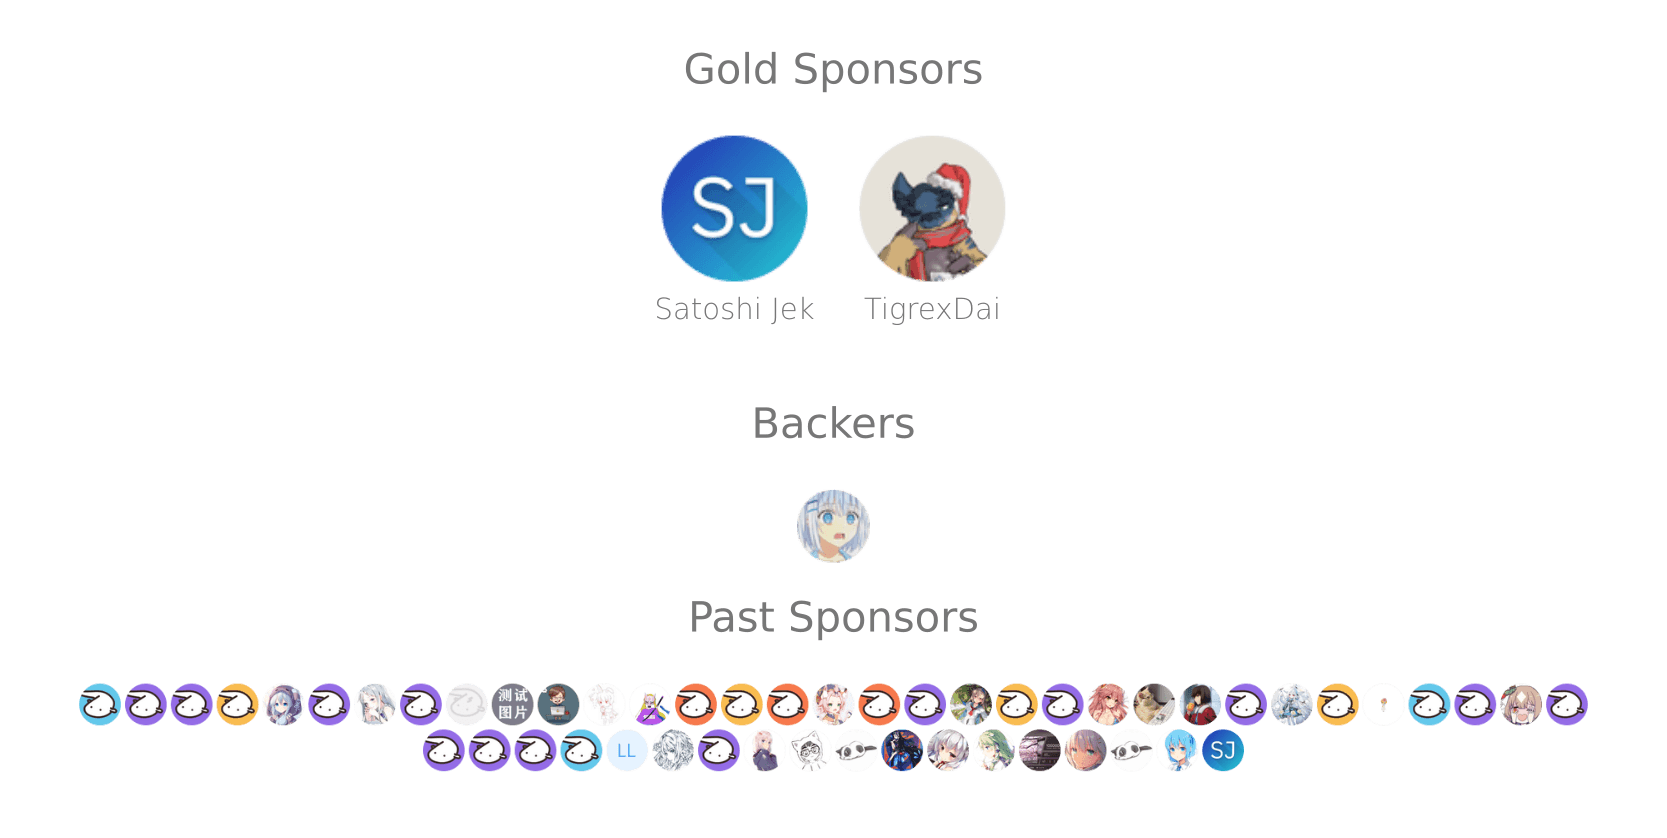 Gold Sponsors
SJ
Satoshi Jek
TigrexDai
Backers
Past Sponsors
测试
图片
LL
SJ